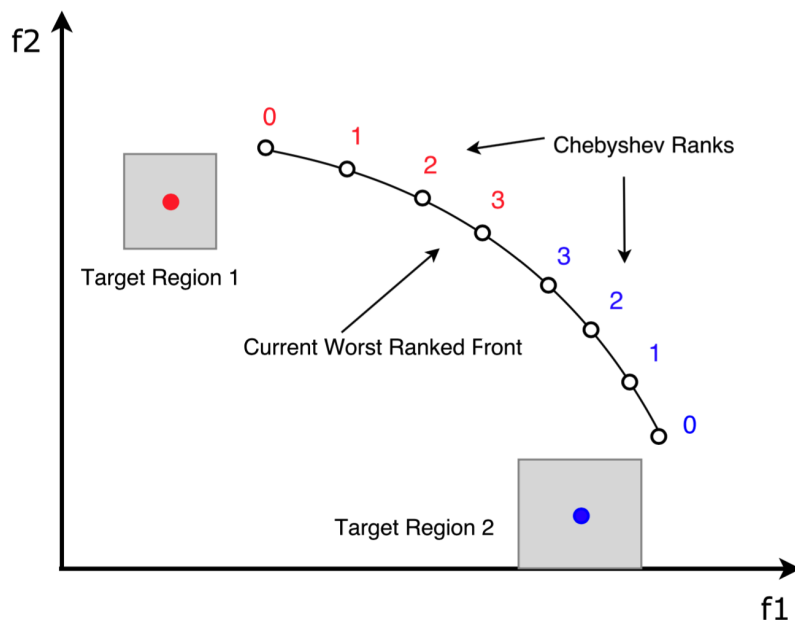 f2
0
1
2
3
Chebyshev Ranks
3
2
1
0
Target Region 1
Current Worst Ranked Front
Target Region 2
f1